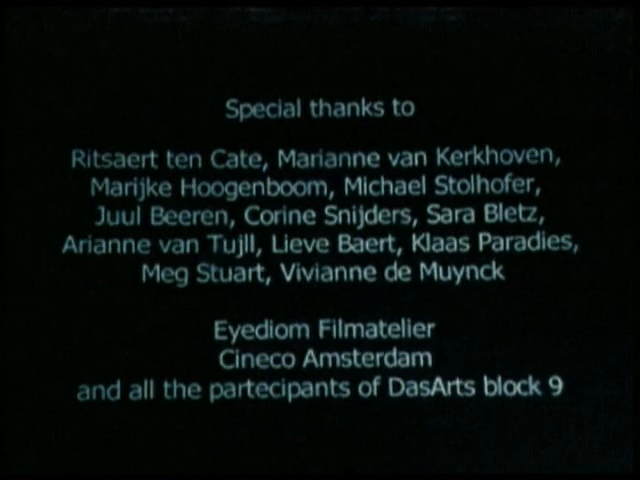 Special thanks to
Ritsaert ten Cate, Marianne van Kerkhoven,
Marijke Hoogenboom, Michael Stolhofer,
Juul Beeren, Corine Snijders, Sara Bletz,
Arianne van Tujll, Lieve Baert, Klaas Paradies,
Meg Stuart, Vivianne de Muynck
Eyediom Filmatelier
Cineco Amsterdam
and all the partecipants of DasArts block 9